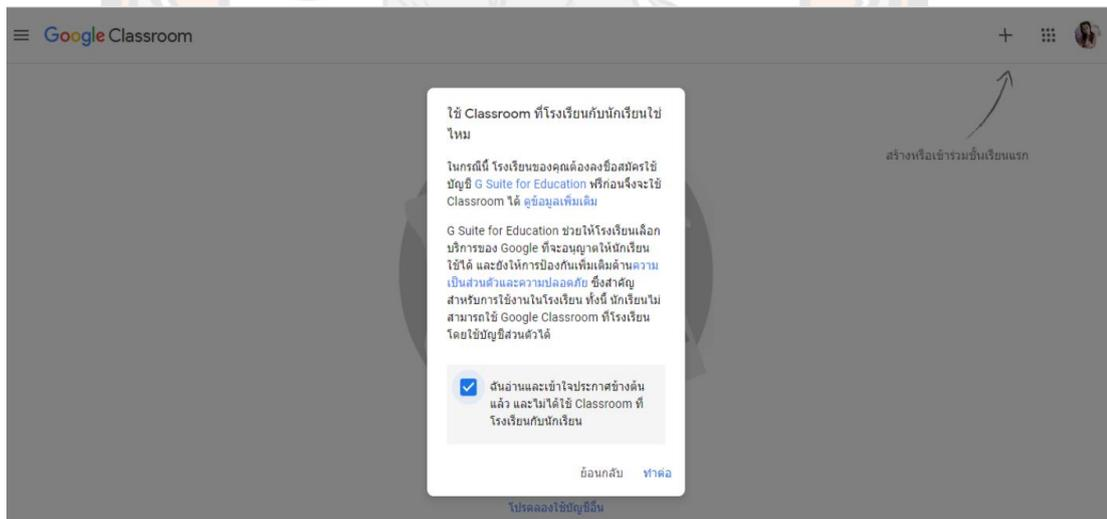 Google Classroom
สร้างหรือเข้าร่วมชั้นเรียนแรก
ใช้ Classroom ที่โรงเรียนกับนักเรียนใช่
ไหม
ในกรณีนี้ โรงเรียนของคุณต้องลงชื่อสมัครใช้
บัญชี G Suite for Education ฟรีก่อนจึงจะใช้
Classroom ได้ ดูข้อมูลเพิ่มเติม
G Suite for Education ช่วยให้โรงเรียนเลือก
บริการของ Google ที่จะอนุญาตให้นักเรียน
ใช้ได้ และยังให้การป้องกันเพิ่มเติมด้านความ
เป็นส่วนตัวและความปลอดภัย ซึ่งสำคัญ
สำหรับการใช้งานในโรงเรียน ทั้งนี้ นักเรียนไม่
สามารถใช้ Google Classroom ที่โรงเรียน
โดยใช้บัญชีส่วนตัวได้
ฉันอ่านและเข้าใจประกาศข้างต้น
แล้ว และไม่ได้ใช้ Classroom ที่
โรงเรียนกับนักเรียน
ย้อนกลับ ทำต่อ
โปรดลองใช้บัญชีอื่น